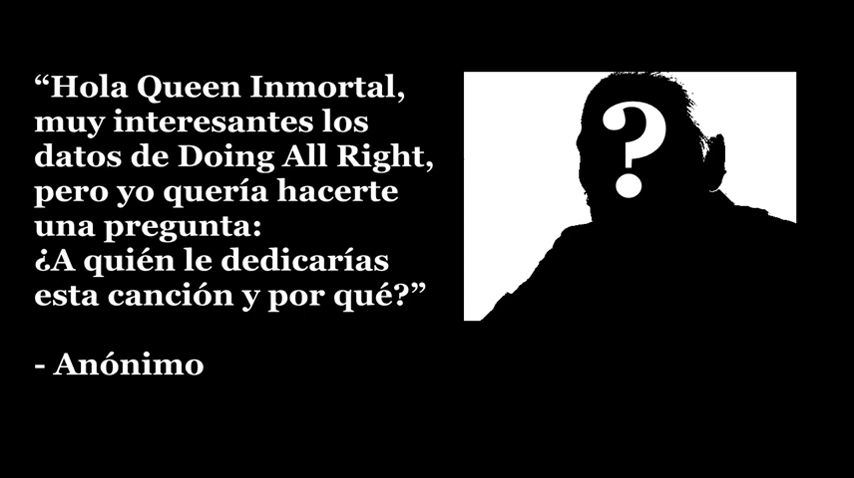 “Hola Queen Inmortal,
muy interesantes los
datos de Doing All Right,
pero yo quería hacerte
una pregunta:
¿A quién le dedicarías
esta canción y por qué?”
- Anónimo
?